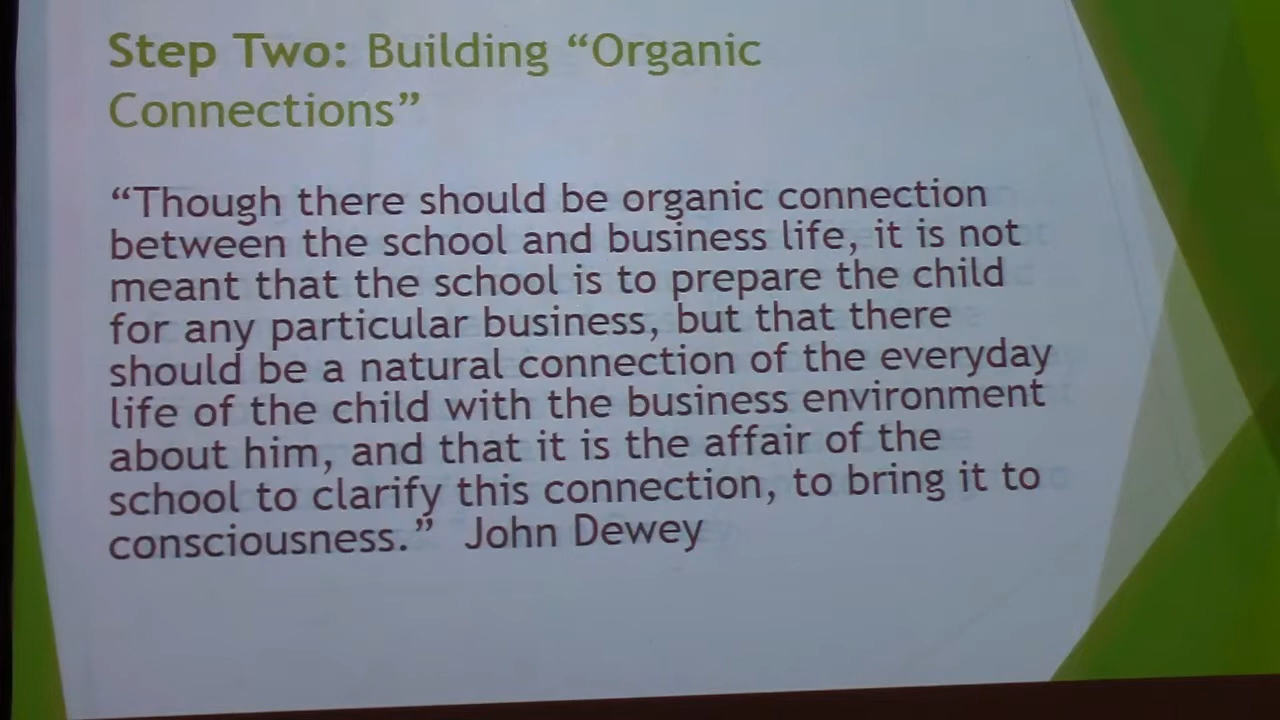 Step Two: Building “Organic
Connections”
“Though there should be organic connection
between the school and business life, it is not
meant that the school is to prepare the child
for any particular business, but that there
should be a natural connection of the everyday
life of the child with the business environment
about him, and that it is the affair of the
school to clarify this connection, to bring it to
consciousness.” John Dewey